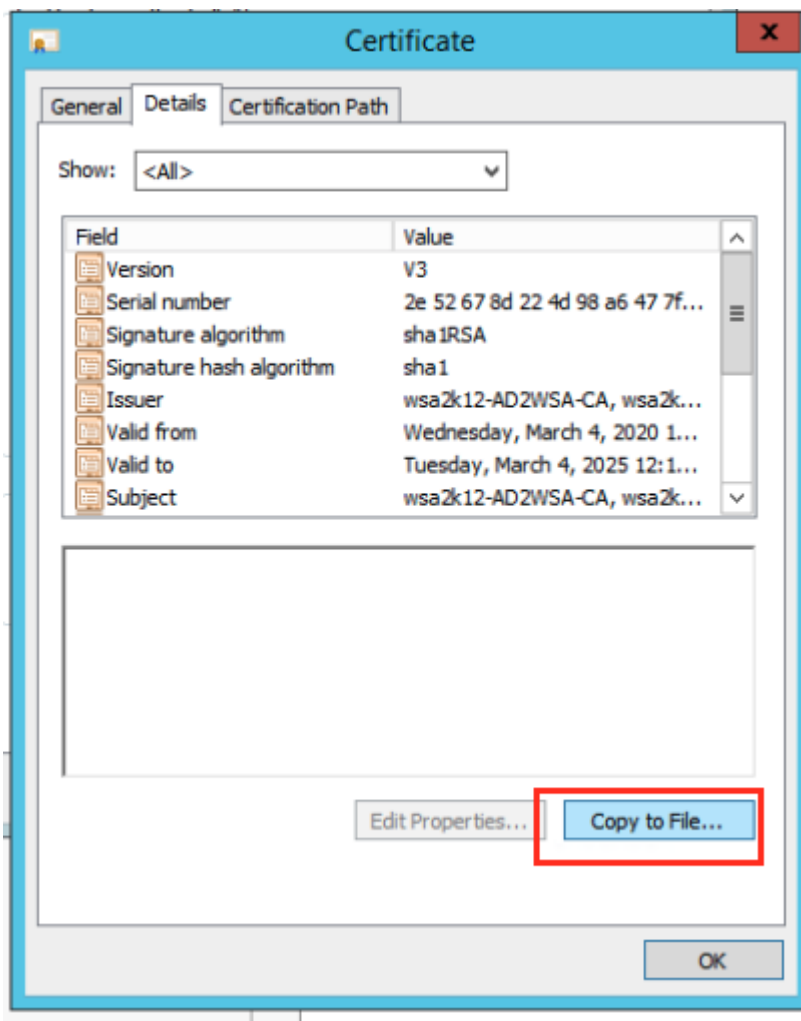 Certificate
x
General Details Certification Path
Show: <All>
Field Value
Version V3
Serial number 2e 52 67 8d 22 4d 98 a6 47 7f...
Signature algorithm sha1RSA
Signature hash algorithm sha1
Issuer wsa2k12-AD2WSA-CA, wsa2k...
Valid from Wednesday, March 4, 2020 1...
Valid to Tuesday, March 4, 2025 12:1...
Subject wsa2k12-AD2WSA-CA, wsa2k...
Edit Properties... Copy to File...
OK